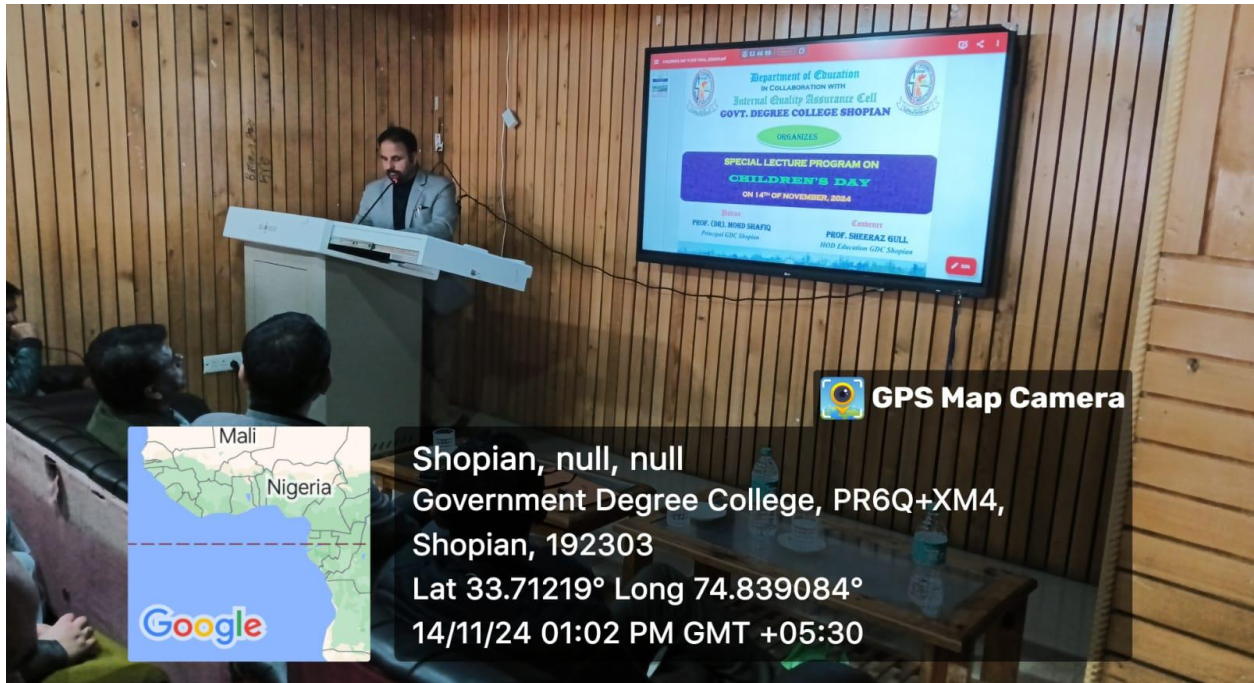 Department of Education
IN COLLABORATION WITH
Internal Quality Assurance Cell
GOVT. DEGREE COLLEGE SHOPIAN
ORGANIZES
SPECIAL LECTURE PROGRAM ON
CHILDREN'S DAY
ON 14TH OF NOVEMBER, 2024
Patron
PROF. (DR). MOHD SHAFIQ
Principal GDC Shopian
Convener
PROF. SHEERAZ GULL
HOD Education GDC Shopian
GPS Map Camera
Mali
Nigeria
Google
Shopian, null, null
Government Degree College, PR6Q+XM4,
Shopian, 192303
Lat 33.71219° Long 74.839084°
14/11/24 01:02 PM GMT +05:30